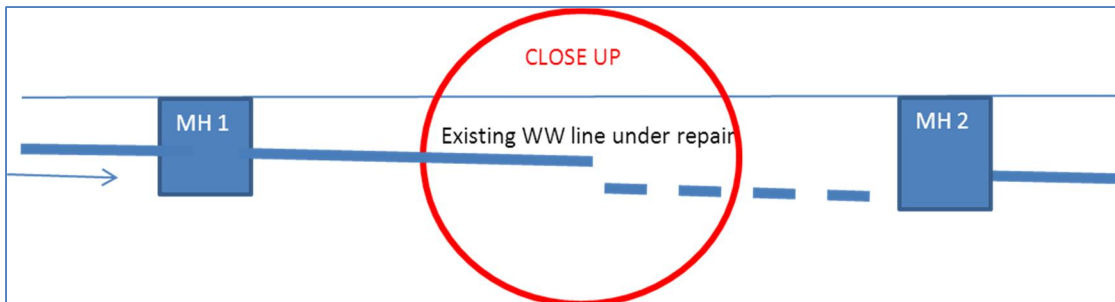 CLOSE UP
MH 1
Existing WW line under repair
MH 2